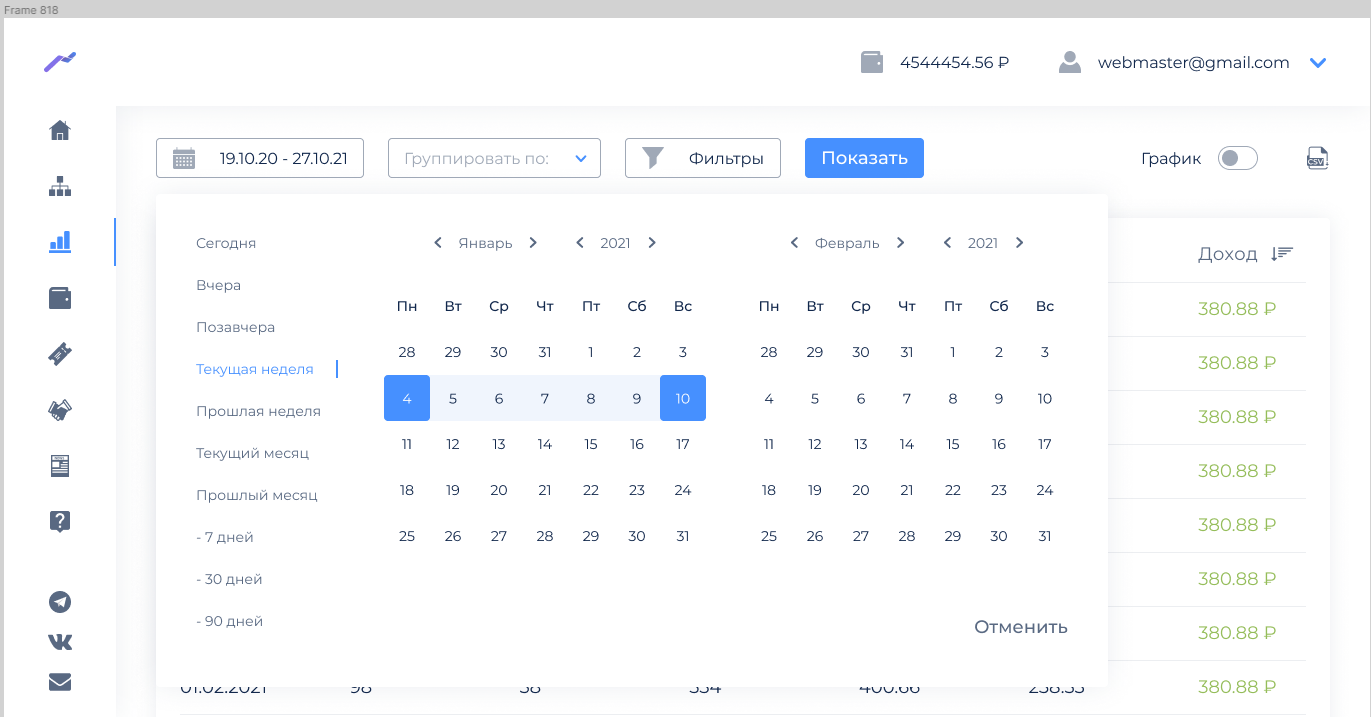 Frame 818
4544454.56 ₽
webmaster@gmail.com
19.10.20 - 27.10.21
Группировать по:
Фильтры
Показать
График
CSV
Сегодня
Вчера
Позавчера
Текущая неделя
Прошлая неделя
Текущий месяц
Прошлый месяц
- 7 дней
- 30 дней
- 90 дней
Январь 2021
Пн Вт Ср Чт Пт Сб Вс
28 29 30 31 1 2 3
4 5 6 7 8 9 10
11 12 13 14 15 16 17
18 19 20 21 22 23 24
25 26 27 28 29 30 31
Февраль 2021
Пн Вт Ср Чт Пт Сб Вс
28 29 30 31 1 2 3
4 5 6 7 8 9 10
11 12 13 14 15 16 17
18 19 20 21 22 23 24
25 26 27 28 29 30 31
Отменить
Доход
380.88 ₽
380.88 ₽
380.88 ₽
380.88 ₽
380.88 ₽
380.88 ₽
380.88 ₽
01.02.2021 98 400.66 380.88 ₽